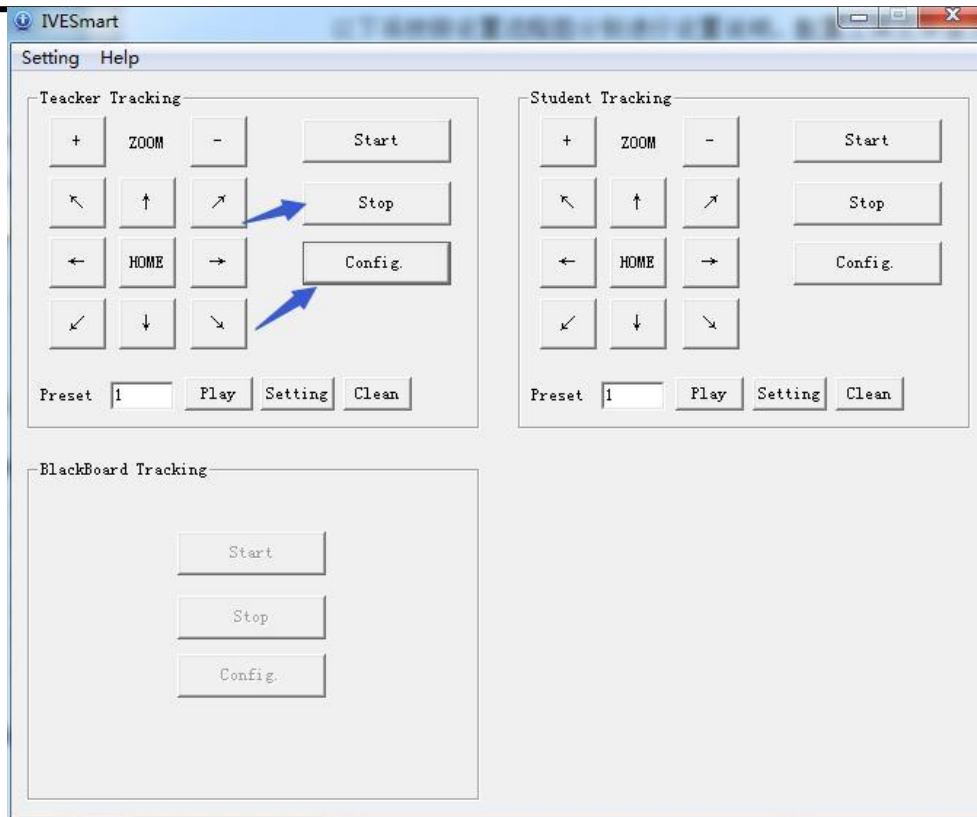 IVESmart
Setting Help
Teacker Tracking
+ ZOOM - Start
↖ ↑ ↗ Stop
← HOME → Config.
↙ ↓ ↘
Preset 1 Play Setting Clean
Student Tracking
+ ZOOM - Start
↖ ↑ ↗ Stop
← HOME → Config.
↙ ↓ ↘
Preset 1 Play Setting Clean
BlackBoard Tracking
Start
Stop
Config.